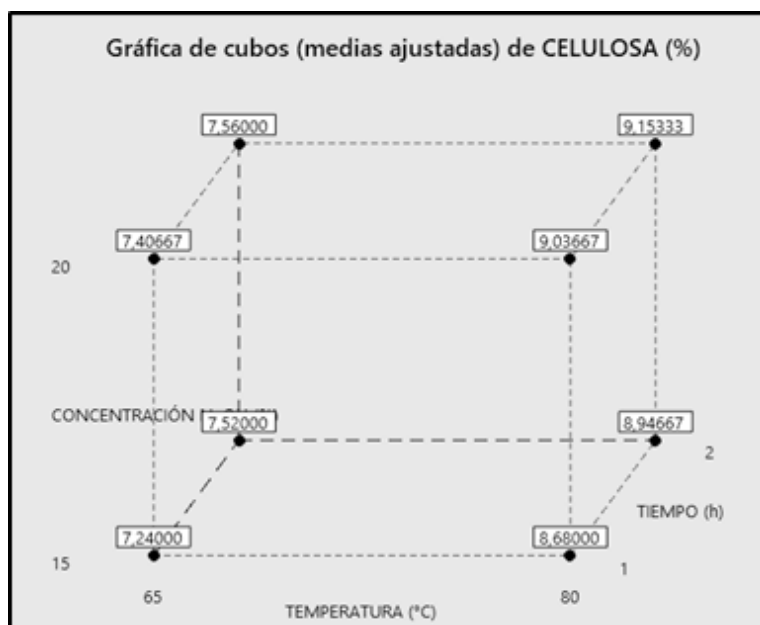 Gráfica de cubos (medias ajustadas) de CELULOSA (%)
7,56000 9,15333
7,40667 9,03667
20
CONCENTRACIÓN
7,52000 8,94667
2
TIEMPO (h)
7,24000 8,68000
15 1
65 80
TEMPERATURA (°C)